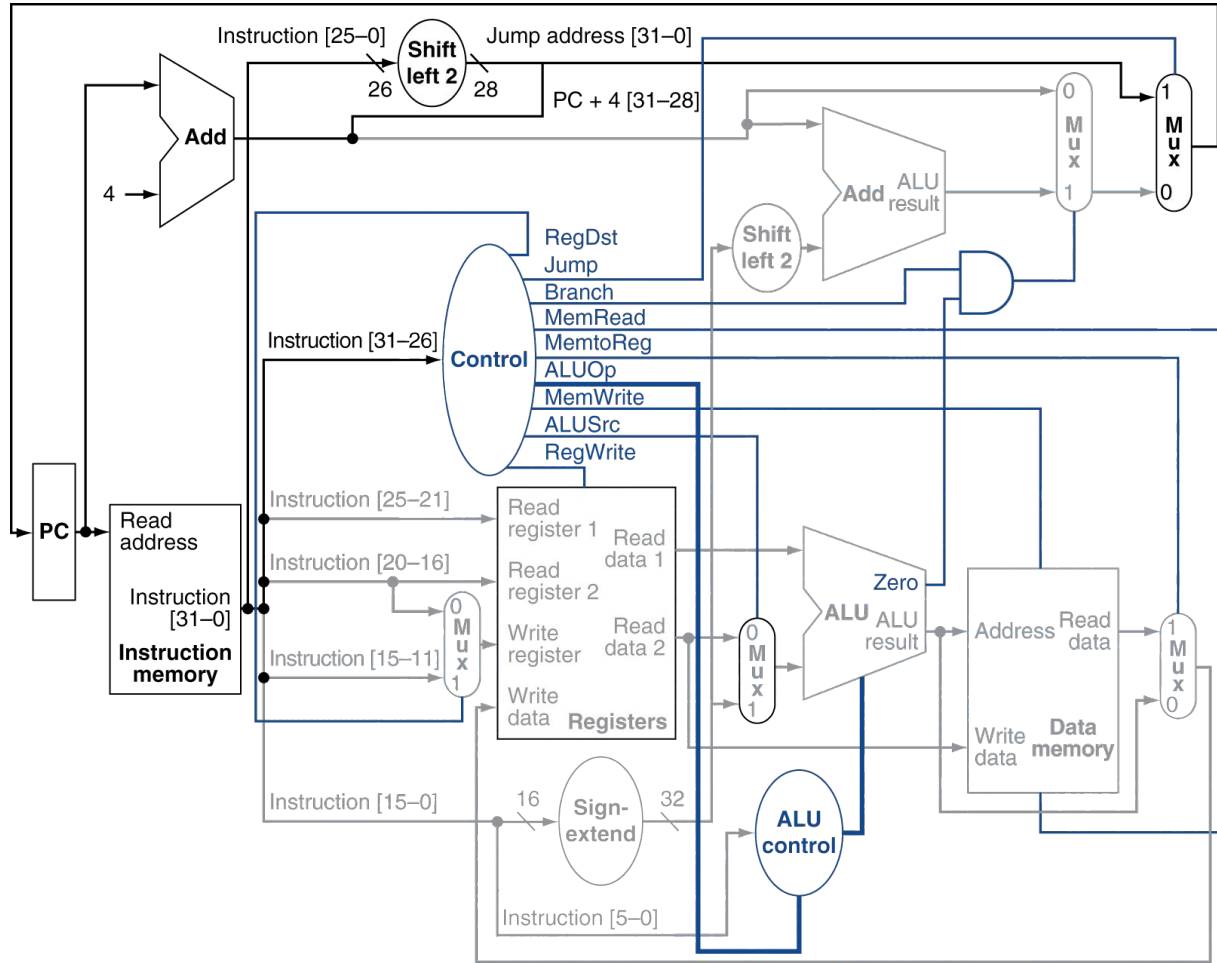 Instruction [25–0]
Shift
left 2
Jump address [31–0]
26
28
PC + 4 [31–28]
Add
4
0
M
u
x
1
1
M
u
x
0
Add
ALU
result
Shift
left 2
RegDst
Jump
Branch
MemRead
MemtoReg
ALUOp
MemWrite
ALUSrc
RegWrite
Instruction [31–26]
Control
PC
Read
address
Instruction
[31–0]
Instruction
memory
Instruction [25–21]
Instruction [20–16]
Instruction [15–11]
0
M
u
x
1
Read
register 1
Read
register 2
Write
register
Write
data
Read
data 1
Read
data 2
Registers
0
M
u
x
1
Zero
ALU
ALU
result
Address
Read
data
Write
data
Data
memory
1
M
u
x
0
Instruction [15–0]
16
Sign-
extend
32
ALU
control
Instruction [5–0]